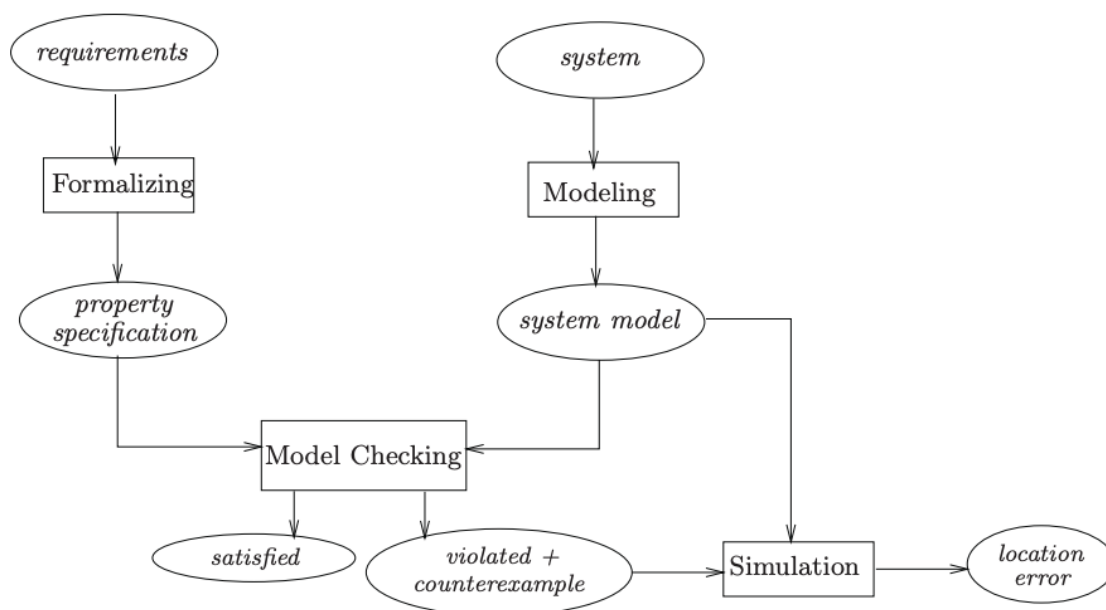 requirements
system
Formalizing
Modeling
property
specification
system model
Model Checking
satisfied
violated +
counterexample
Simulation
location
error